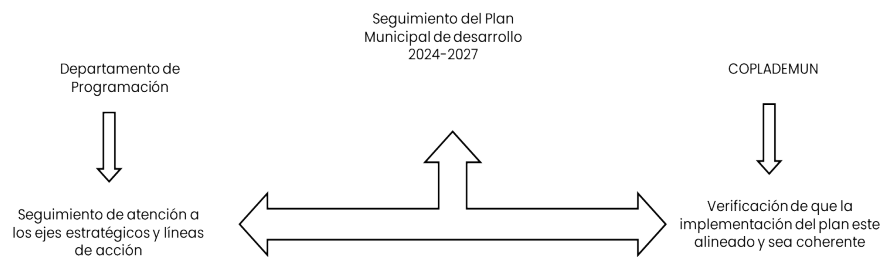 Seguimiento del Plan
Municipal de desarrollo
2024-2027
Departamento de
Programación
COPLADEMUN
Seguimiento de atención a
los ejes estratégicos y líneas
de acción
Verificación de que la
implementación del plan este
alineado y sea coherente